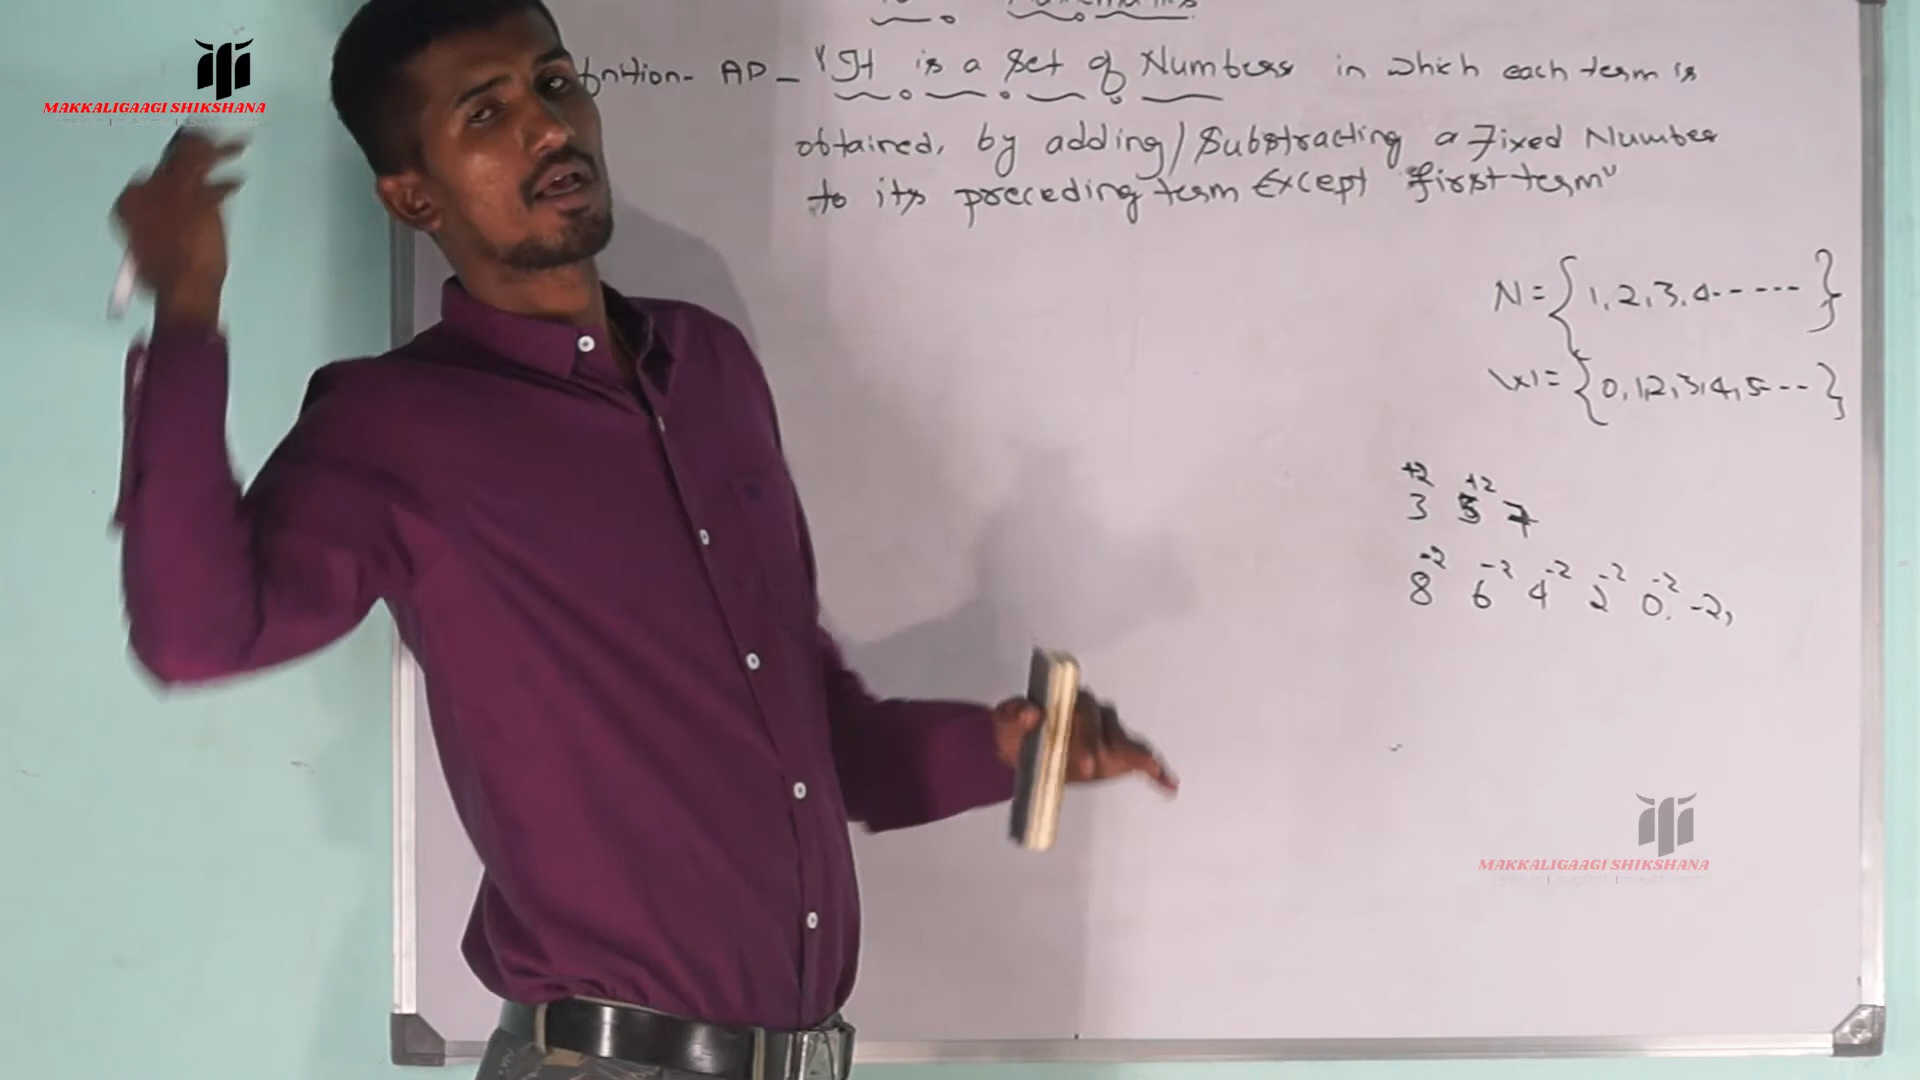 MAKKALIGAAGI SHIKSHANA
AP - "It is a Set of Numbers in which each term is
obtained, by adding/Substracting a Fixed Number
to its preceding term Except "first term"
N = { 1, 2, 3, 4 ----- }
W = { 0, 1, 2, 3, 4, 5 --- }
+2 +2
3 5 7
-2 -2 -2 -2 -2
8 6 4 2 0. -2,
MAKKALIGAAGI SHIKSHANA